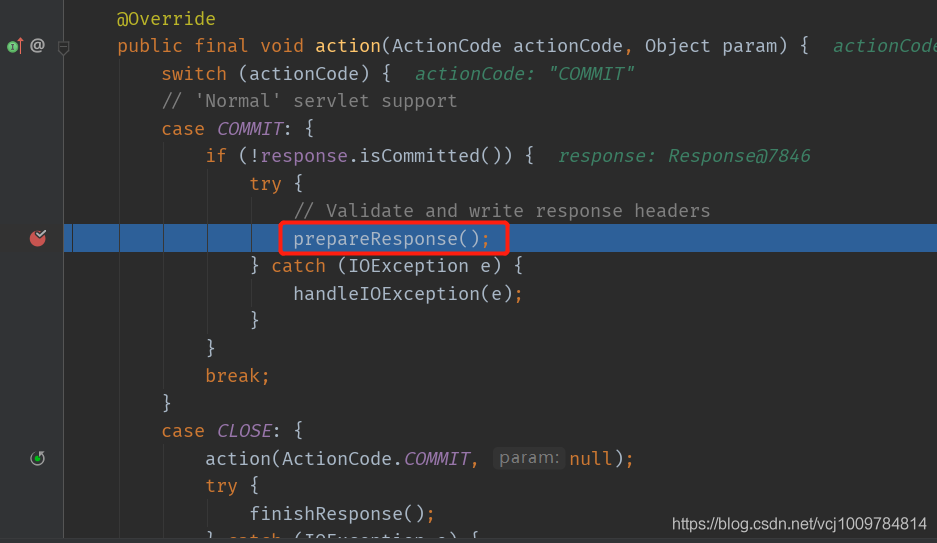 @Override
@ public final void action(ActionCode actionCode, Object param) { actionCode
switch (actionCode) { actionCode: "COMMIT"
// 'Normal' servlet support
case COMMIT: {
if (!response.isCommitted()) { response: Response@7846
try {
// Validate and write response headers
prepareResponse();
} catch (IOException e) {
handleIOException(e);
}
}
break;
}
case CLOSE: {
action(ActionCode.COMMIT, param: null);
try {
finishResponse();
} catch (IOException e) {
https://blog.csdn.net/vcj1009784814